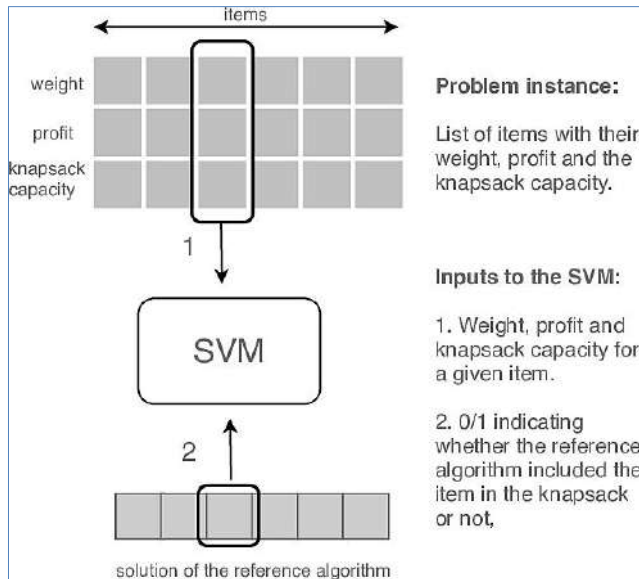 items
weight
profit
knapsack
capacity
1
SVM
2
solution of the reference algorithm
Problem instance:
List of items with their
weight, profit and the
knapsack capacity.
Inputs to the SVM:
1. Weight, profit and
knapsack capacity for
a given item.
2. 0/1 indicating
whether the reference
algorithm included the
item in the knapsack
or not,